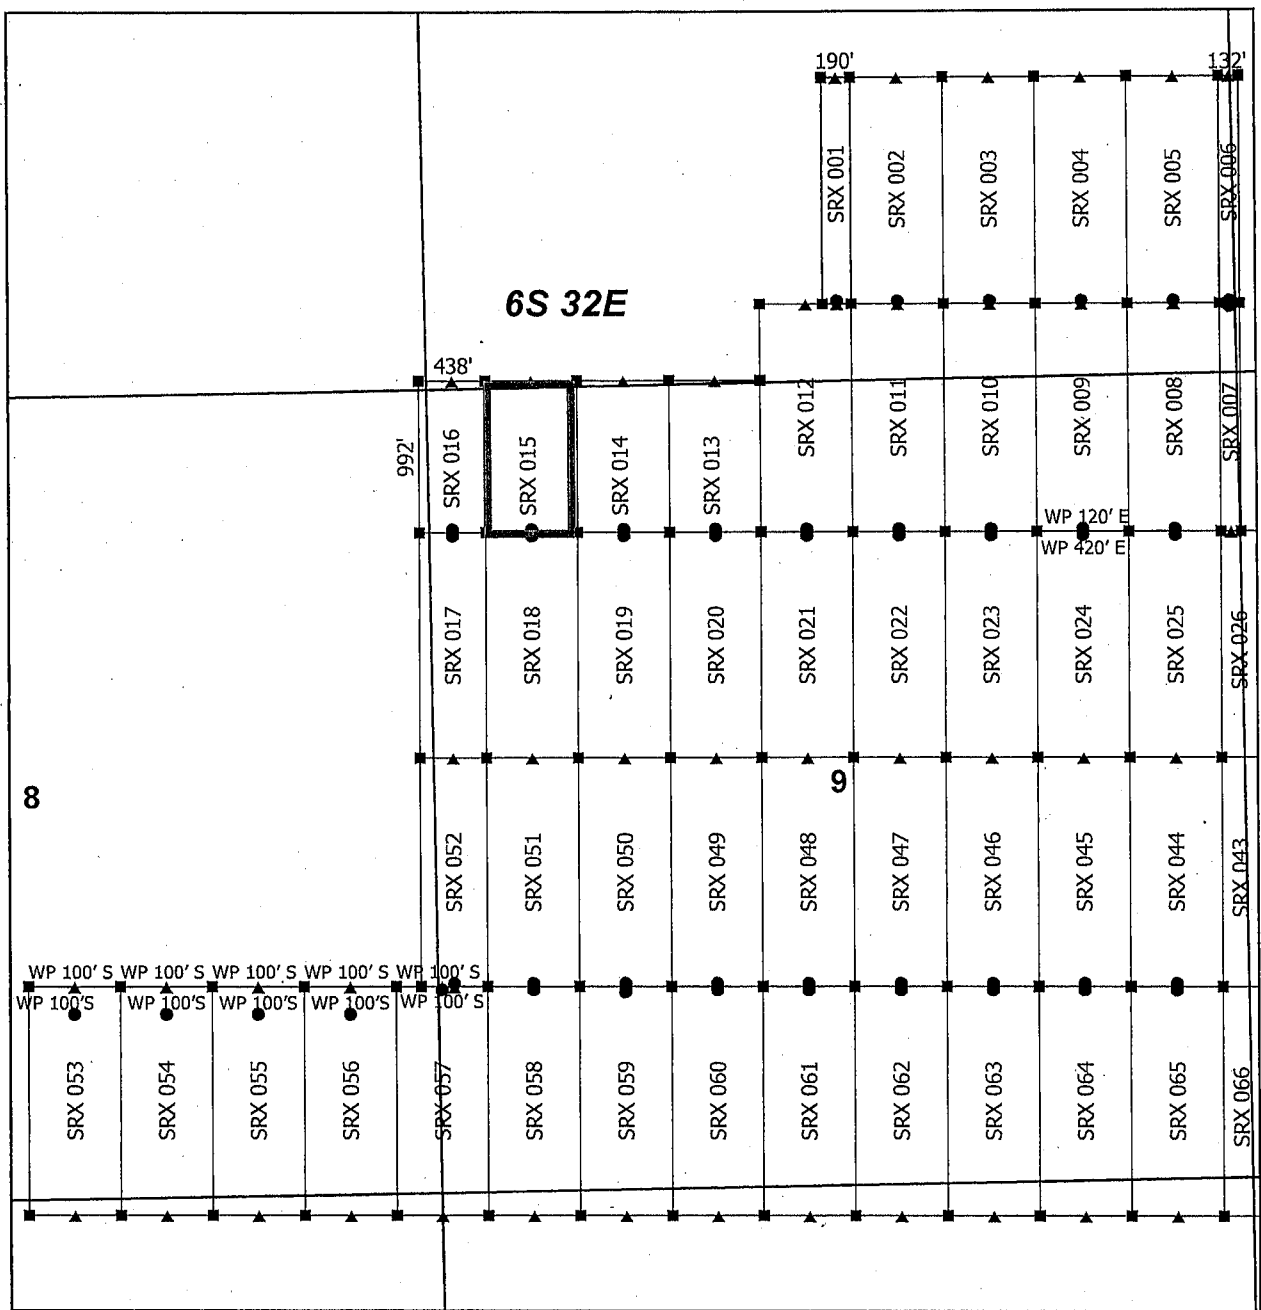 190'
132'
SRX 001
SRX 002
SRX 003
SRX 004
SRX 005
SRX 006
6S 32E
438'
992'
SRX 016
SRX 015
SRX 014
SRX 013
SRX 012
SRX 011
SRX 010
SRX 009
SRX 008
SRX 007
WP 120' E
WP 420' E
SRX 017
SRX 018
SRX 019
SRX 020
SRX 021
SRX 022
SRX 023
SRX 024
SRX 025
SRX 026
8
9
SRX 052
SRX 051
SRX 050
SRX 049
SRX 048
SRX 047
SRX 046
SRX 045
SRX 044
SRX 043
WP 100' S
WP 100' S
WP 100' S
WP 100' S
WP 100' S
WP 100'S
WP 100'S
WP 100'S
WP 100'S
WP 100' S
SRX 053
SRX 054
SRX 055
SRX 056
SRX 057
SRX 058
SRX 059
SRX 060
SRX 061
SRX 062
SRX 063
SRX 064
SRX 065
SRX 066